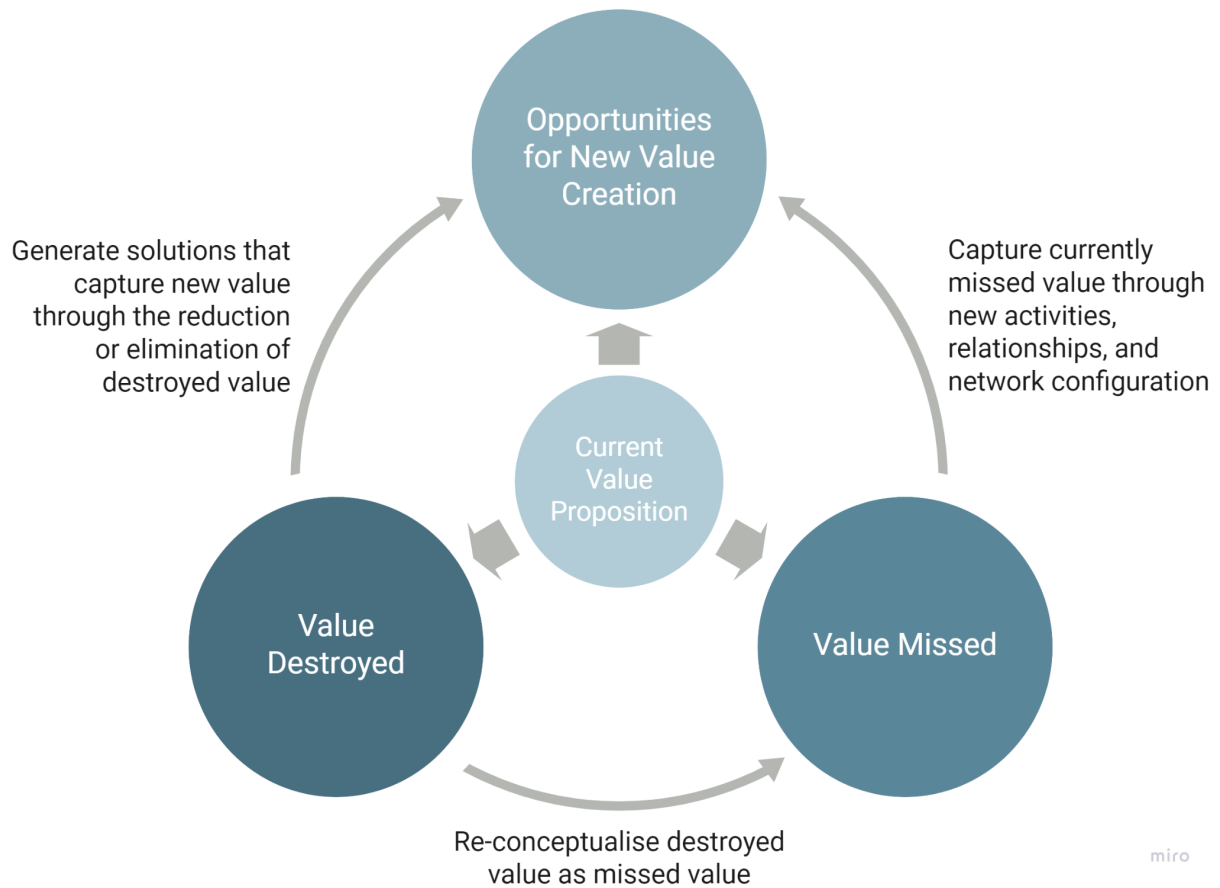 Opportunities
for New Value
Creation
Generate solutions that
capture new value
through the reduction
or elimination of
destroyed value
Capture currently
missed value through
new activities,
relationships, and
network configuration
Current
Value
Proposition
Value
Destroyed
Value Missed
Re-conceptualise destroyed
value as missed value
miro